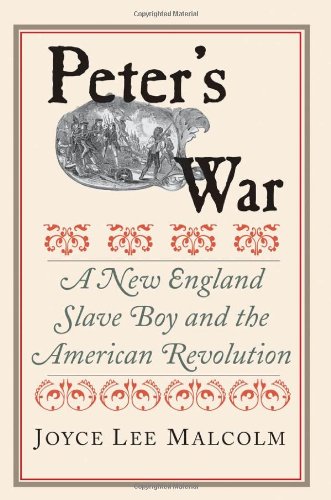 Peter's
War
A New England
Slave Boy and the
American Revolution
JOYCE LEE MALCOLM